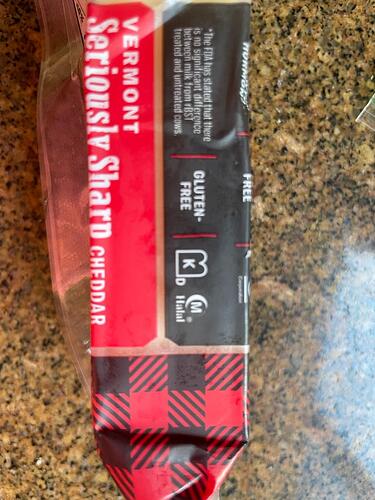 VERMONT
Seriously Sharp CHEDDAR
*The FDA has stated that there
is no significant difference
between milk from rBST
treated and untreated cows.
GLUTEN-
FREE
FREE
K
D
M
Halal